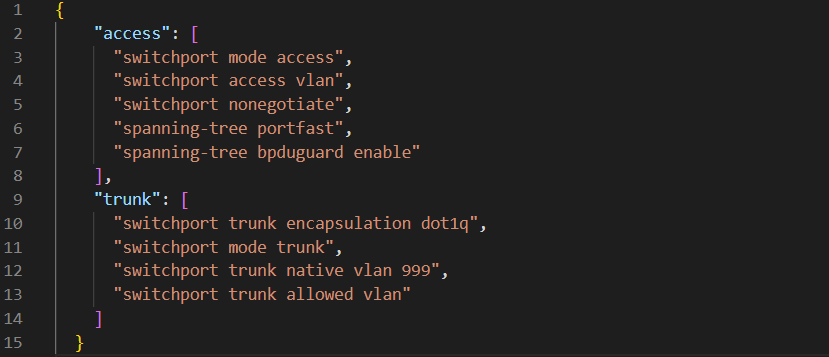 1 {
2     "access": [
3       "switchport mode access",
4       "switchport access vlan",
5       "switchport nonegotiate",
6       "spanning-tree portfast",
7       "spanning-tree bpduguard enable"
8     ],
9     "trunk": [
10       "switchport trunk encapsulation dot1q",
11       "switchport mode trunk",
12       "switchport trunk native vlan 999",
13       "switchport trunk allowed vlan"
14     ]
15   }